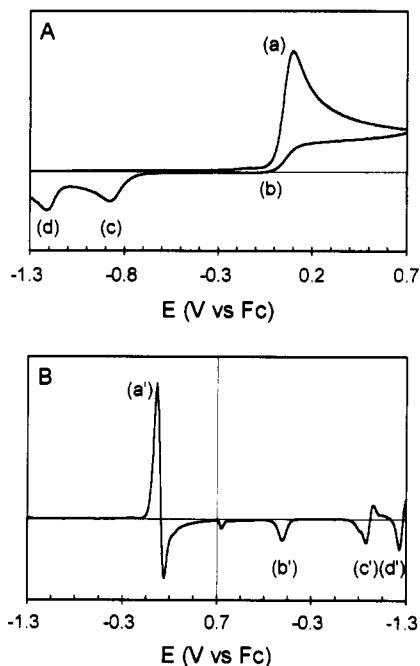 A
(a)
(b)
(d)
(c)
-1.3 -0.8 -0.3 0.2 0.7
E (V vs Fc)
B
(a')
(b')
(c')(d')
-1.3 -0.3 0.7 -0.3 -1.3
E (V vs Fc)